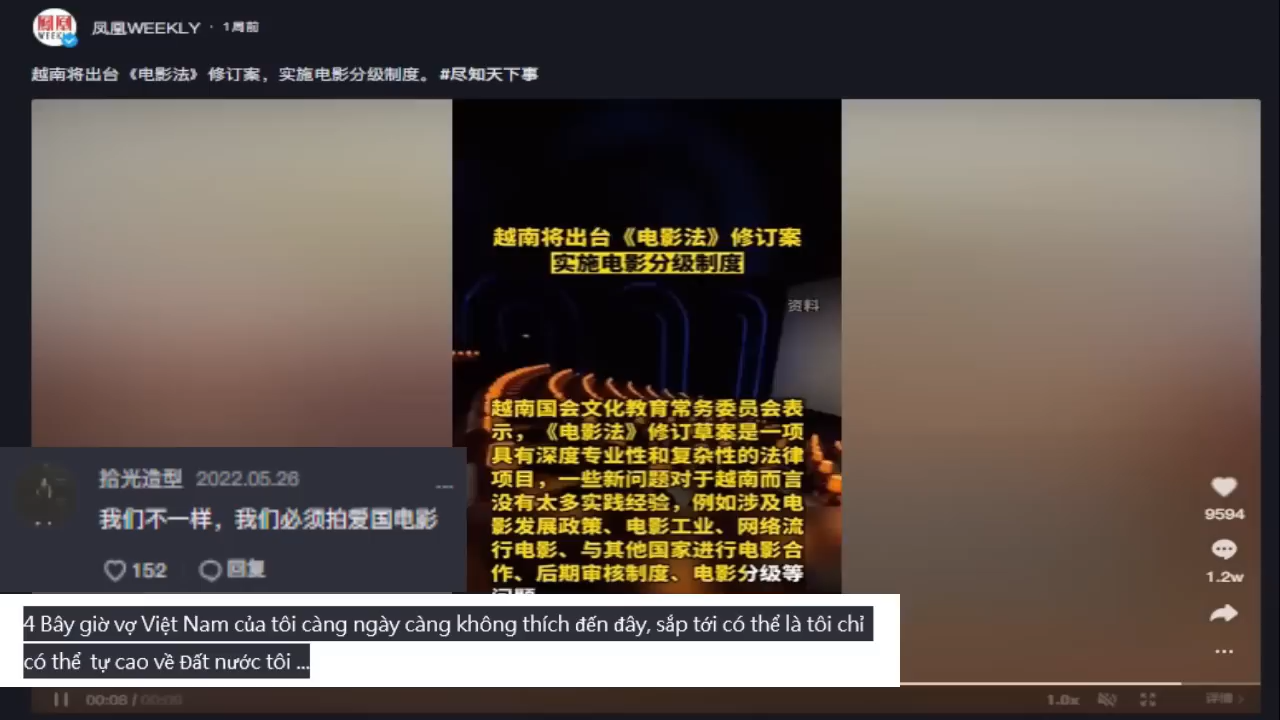 凤凰WEEKLY · 1周前
越南将出台《电影法》修订案，实施电影分级制度。#尽知天下事
越南将出台《电影法》修订案
实施电影分级制度
资料
越南国会文化教育常务委员会表
示，《电影法》修订草案是一项
具有深度专业性和复杂性的法律
项目，一些新问题对于越南而言
没有太多实践经验，例如涉及电
影发展政策、电影工业、网络流
行电影、与其他国家进行电影合
作、后期审核制度、电影分级等
拾光造型 2022.05.26
...
我们不一样，我们必须拍爱国电影
152 回复
9594
1.2w
...
4 Bây giờ vợ Việt Nam của tôi càng ngày càng không thích đến đây, sắp tới có thể là tôi chỉ
có thể tự cao về Đất nước tôi ...
00:08 / 00:09
1.0x
详情 >